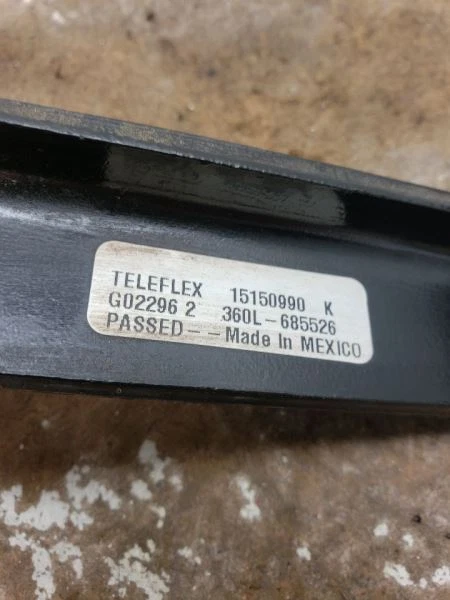 TELEFLEX 15150990 K
G02296 2 360L-685526
PASSED-- Made In MEXICO